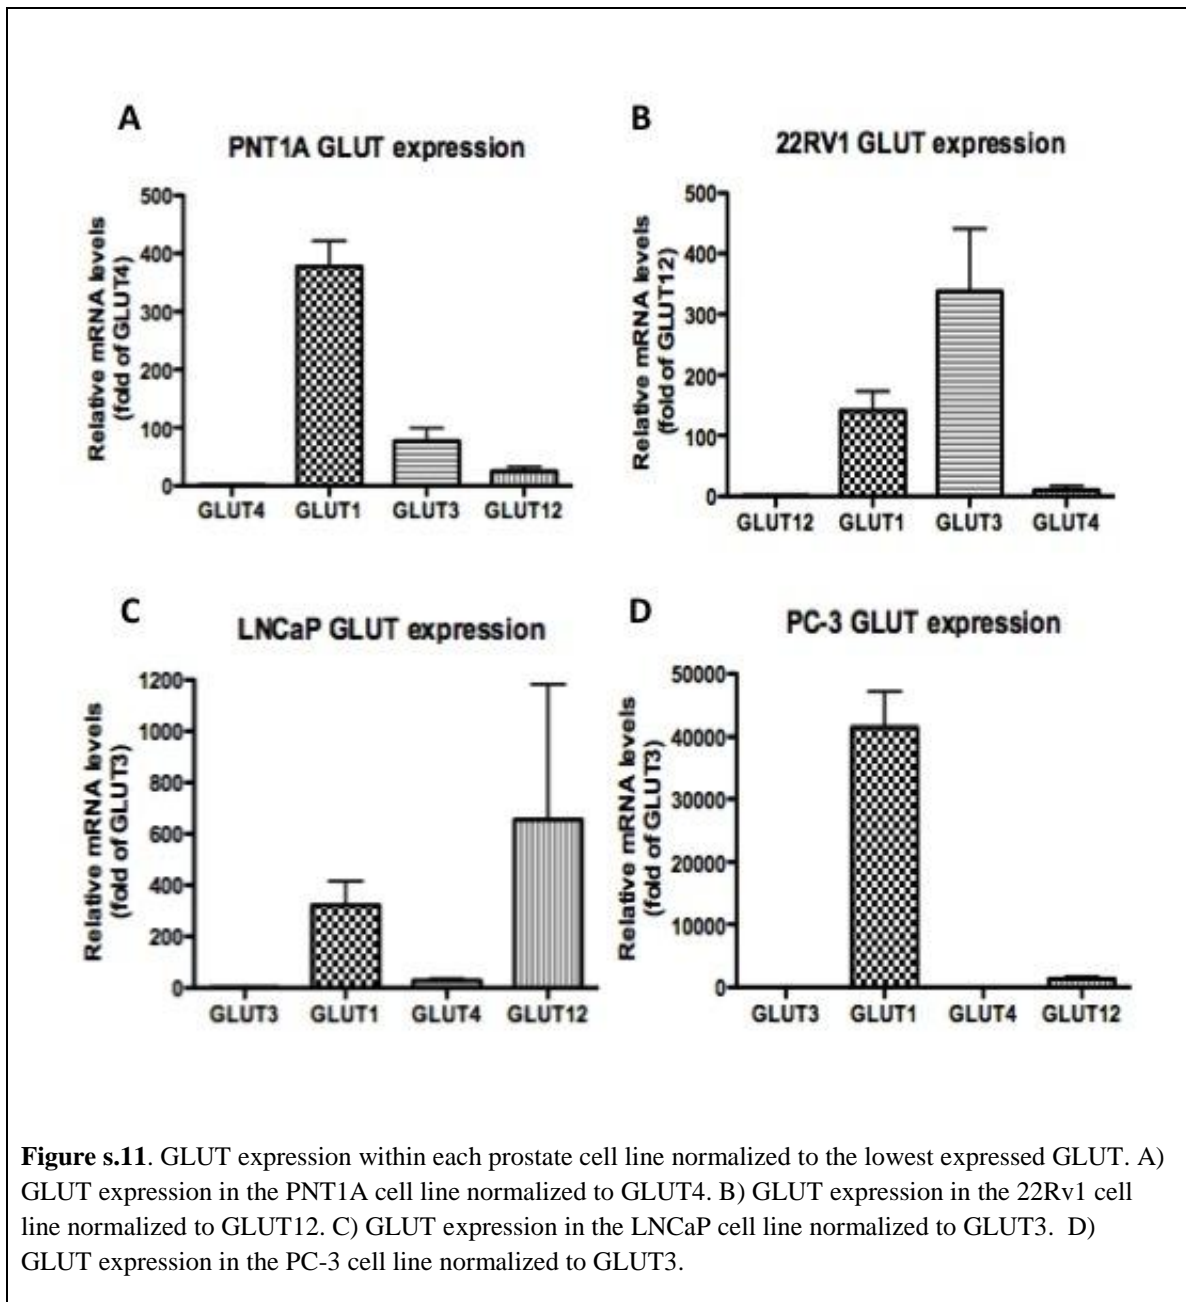 A
PNT1A GLUT expression
Relative mRNA levels
(fold of GLUT4)
500
400
300
200
100
0
GLUT4 GLUT1 GLUT3 GLUT12
B
22RV1 GLUT expression
Relative mRNA levels
(fold of GLUT12)
500
400
300
200
100
0
GLUT12 GLUT1 GLUT3 GLUT4
C
LNCaP GLUT expression
Relative mRNA levels
(fold of GLUT3)
1200
1000
800
600
400
200
0
GLUT3 GLUT1 GLUT4 GLUT12
D
PC-3 GLUT expression
Relative mRNA levels
(fold of GLUT3)
50000
40000
30000
20000
10000
0
GLUT3 GLUT1 GLUT4 GLUT12
Figure s.11. GLUT expression within each prostate cell line normalized to the lowest expressed GLUT. A)
GLUT expression in the PNT1A cell line normalized to GLUT4. B) GLUT expression in the 22Rv1 cell
line normalized to GLUT12. C) GLUT expression in the LNCaP cell line normalized to GLUT3. D)
GLUT expression in the PC-3 cell line normalized to GLUT3.